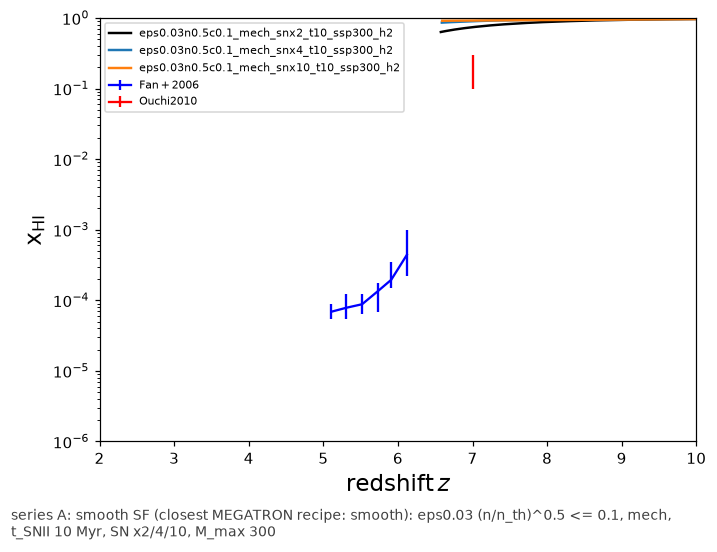 eps0.03n0.5c0.1_mech_snx2_t10_ssp300_h2
eps0.03n0.5c0.1_mech_snx4_t10_ssp300_h2
eps0.03n0.5c0.1_mech_snx10_t10_ssp300_h2
Fan+2006
Ouchi2010
10^0
10^-1
10^-2
10^-3
10^-4
10^-5
10^-6
x_HI
2 3 4 5 6 7 8 9 10
redshift z
series A: smooth SF (closest MEGATRON recipe: smooth): eps0.03 (n/n_th)^0.5 <= 0.1, mech,
t_SNII 10 Myr, SN x2/4/10, M_max 300